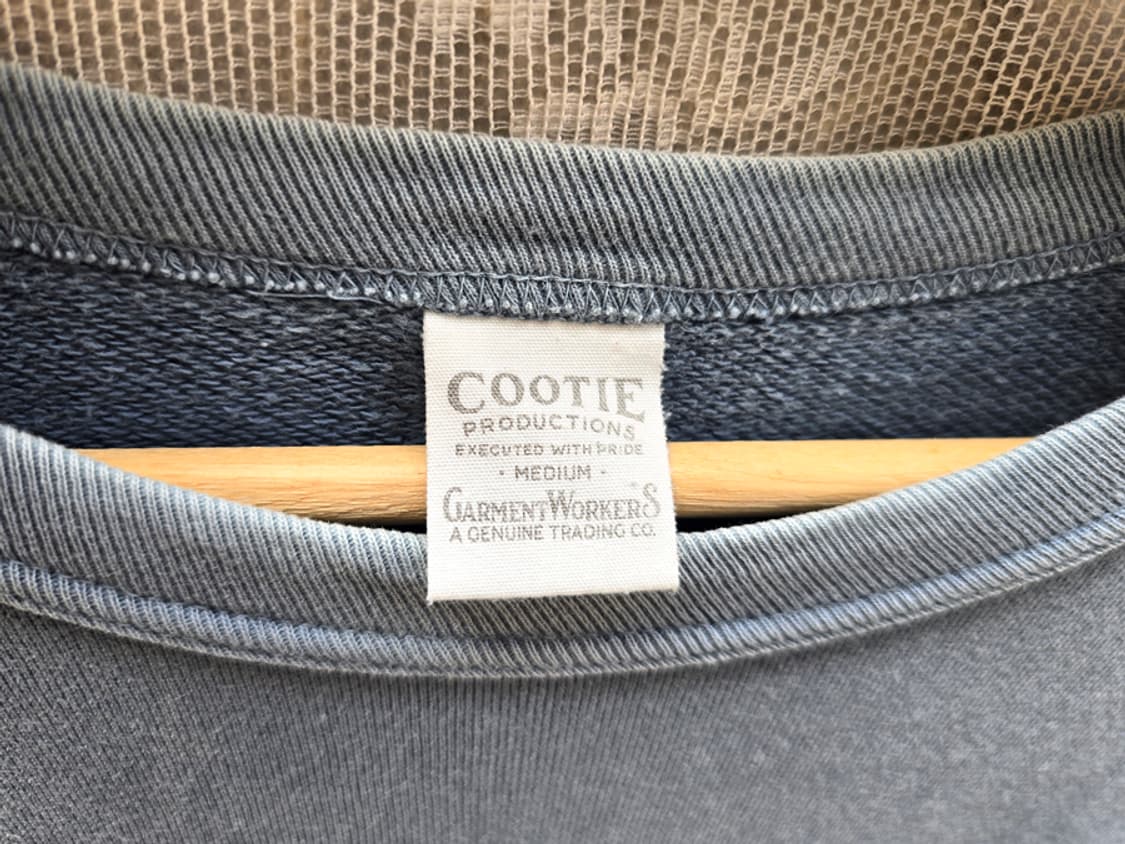 COOTIE
PRODUCTIONS
EXECUTED WITH PRIDE
· MEDIUM ·
GARMENTWORKERS
A GENUINE TRADING CO.